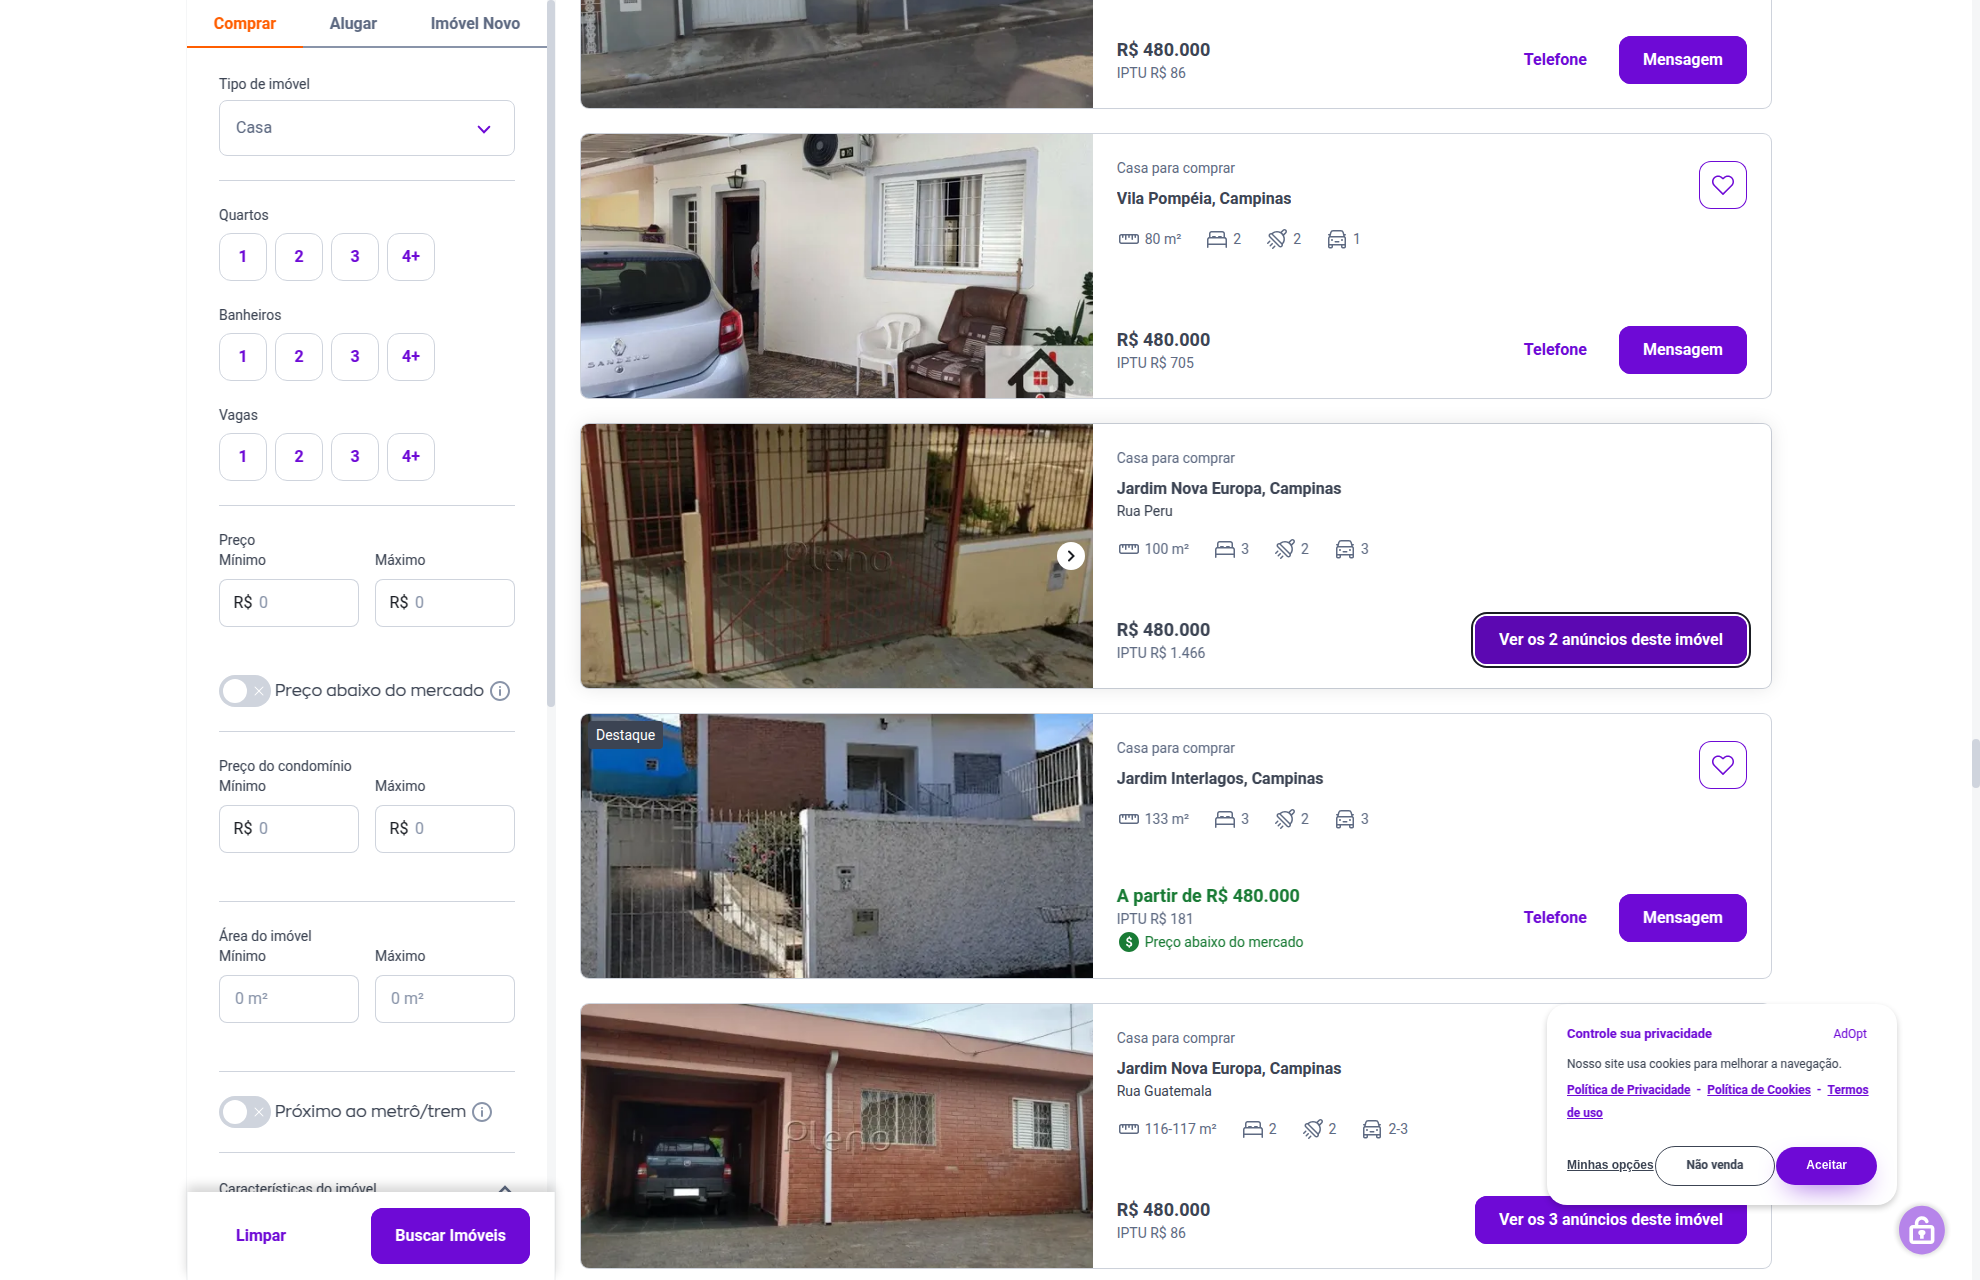 Comprar
Alugar
Imóvel Novo
Tipo de imóvel
Casa
Quartos
1
2
3
4+
Banheiros
1
2
3
4+
Vagas
1
2
3
4+
Preço
Mínimo
Máximo
R$ 0
R$ 0
Preço abaixo do mercado
Preço do condomínio
Mínimo
Máximo
R$ 0
R$ 0
Área do imóvel
Mínimo
Máximo
0 m²
0 m²
Próximo ao metrô/trem
Características do imóvel
Limpar
Buscar Imóveis
R$ 480.000
IPTU R$ 86
Telefone
Mensagem
SANDERO
Casa para comprar
Vila Pompéia, Campinas
80 m²
2
2
1
R$ 480.000
IPTU R$ 705
Telefone
Mensagem
Pleno
Casa para comprar
Jardim Nova Europa, Campinas
Rua Peru
100 m²
3
2
3
R$ 480.000
IPTU R$ 1.466
Ver os 2 anúncios deste imóvel
Destaque
Casa para comprar
Jardim Interlagos, Campinas
133 m²
3
2
3
A partir de R$ 480.000
IPTU R$ 181
Preço abaixo do mercado
Telefone
Mensagem
Pleno
Casa para comprar
Jardim Nova Europa, Campinas
Rua Guatemala
116-117 m²
2
2
2-3
R$ 480.000
IPTU R$ 86
Ver os 3 anúncios deste imóvel
Controle sua privacidade
AdOpt
Nosso site usa cookies para melhorar a navegação.
Política de Privacidade - Política de Cookies - Termos
de uso
Minhas opções
Não venda
Aceitar